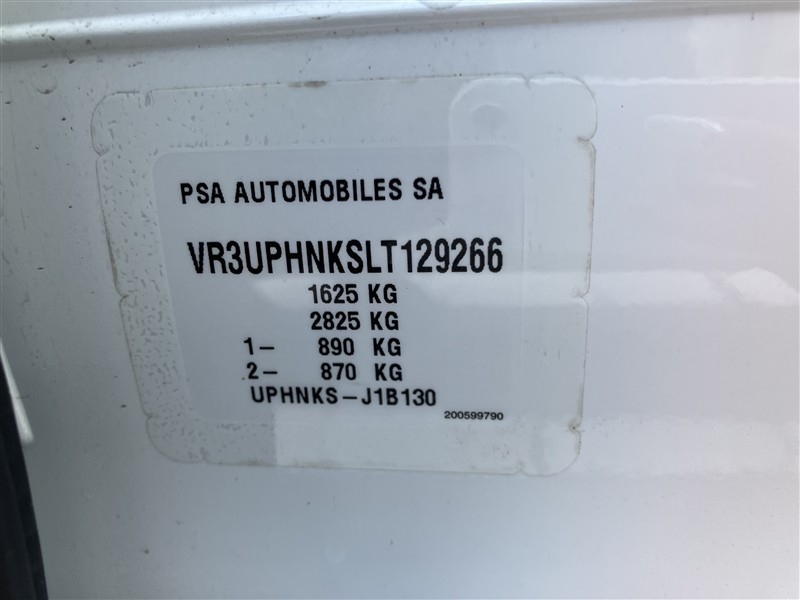 PSA AUTOMOBILES SA
VR3UPHNKSLT129266
1625 KG
2825 KG
1- 890 KG
2- 870 KG
UPHNKS-J1B130
200599790